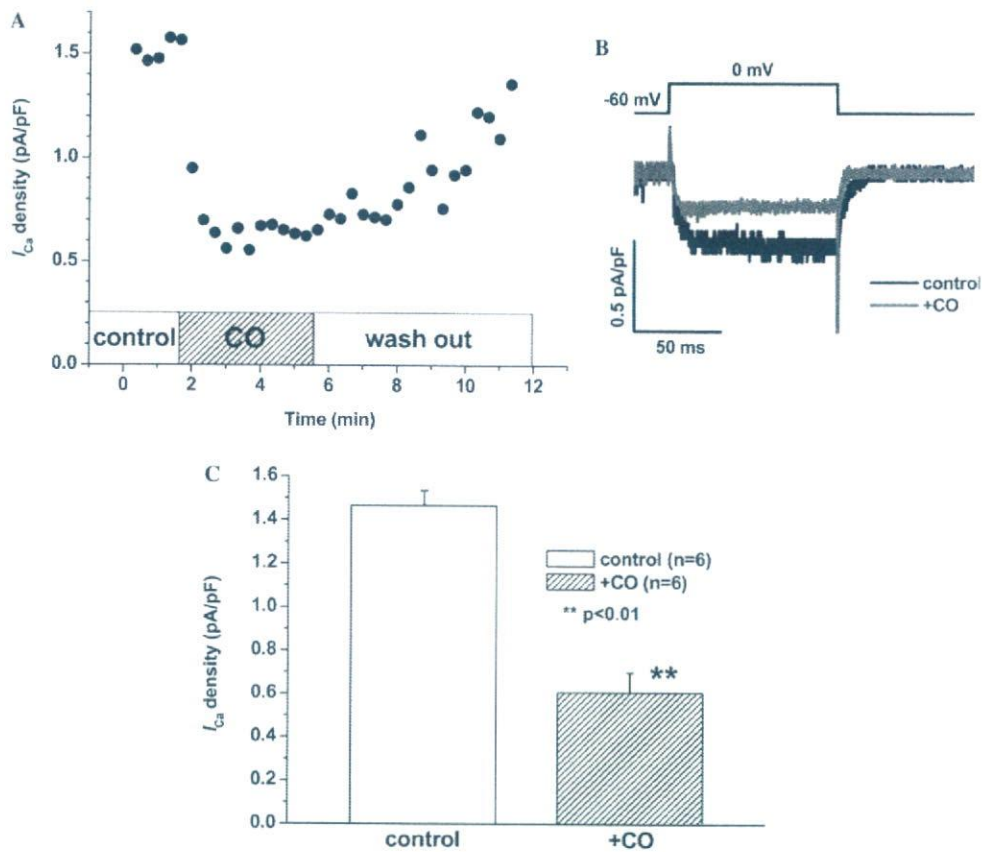 A
I_Ca density (pA/pF)
1.5
1.0
0.5
0.0
control
CO
wash out
0 2 4 6 8 10 12
Time (min)
B
0 mV
-60 mV
0.5 pA/pF
50 ms
control
+CO
C
I_Ca density (pA/pF)
1.6
1.4
1.2
1.0
0.8
0.6
0.4
0.2
0.0
control (n=6)
+CO (n=6)
** p<0.01
**
control
+CO